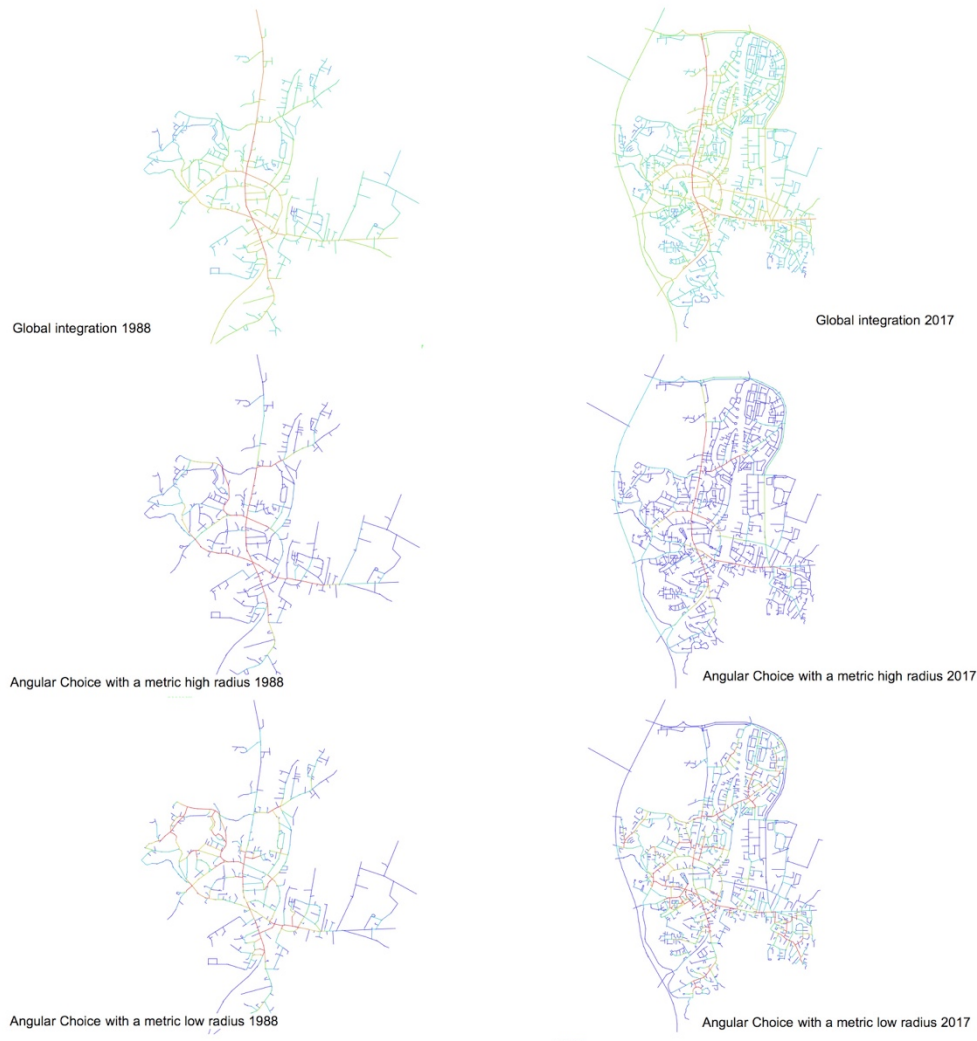 Global integration 1988
Global integration 2017
Angular Choice with a metric high radius 1988
Angular Choice with a metric high radius 2017
Angular Choice with a metric low radius 1988
Angular Choice with a metric low radius 2017